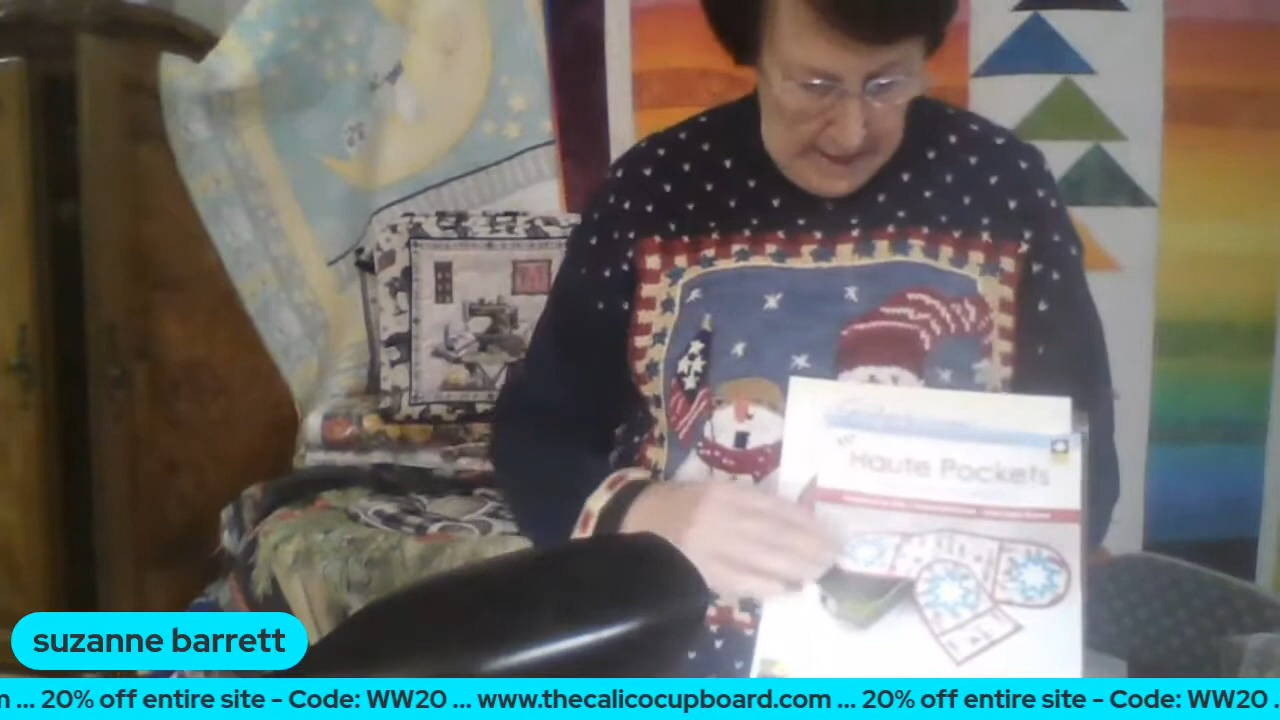 Haute Pockets
suzanne barrett
m ... 20% off entire site - Code: WW20 ... www.thecalicocupboard.com ... 20% off entire site - Code: WW20 .